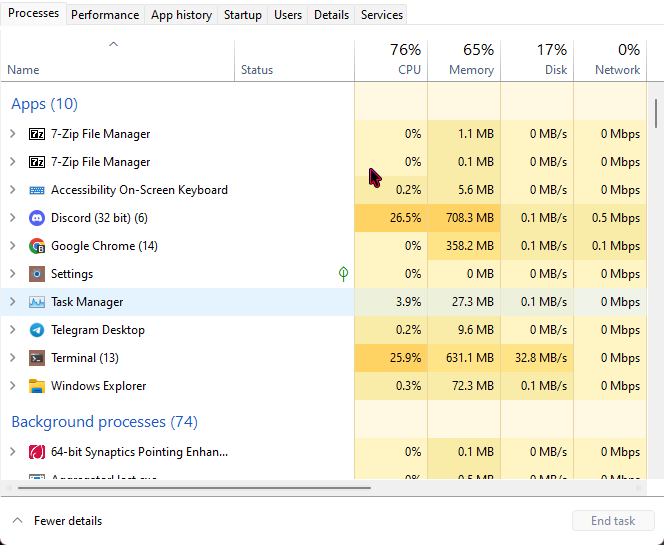 Processes Performance App history Startup Users Details Services
76% 65% 17% 0%
Name Status CPU Memory Disk Network
Apps (10)
7-Zip File Manager 0% 1.1 MB 0 MB/s 0 Mbps
7-Zip File Manager 0% 0.1 MB 0 MB/s 0 Mbps
Accessibility On-Screen Keyboard 0.2% 5.6 MB 0 MB/s 0 Mbps
Discord (32 bit) (6) 26.5% 708.3 MB 0.1 MB/s 0.5 Mbps
Google Chrome (14) 0% 358.2 MB 0.1 MB/s 0.1 Mbps
Settings 0% 0 MB 0 MB/s 0 Mbps
Task Manager 3.9% 27.3 MB 0.1 MB/s 0 Mbps
Telegram Desktop 0.2% 9.6 MB 0 MB/s 0 Mbps
Terminal (13) 25.9% 631.1 MB 32.8 MB/s 0 Mbps
Windows Explorer 0.3% 72.3 MB 0.1 MB/s 0 Mbps
Background processes (74)
64-bit Synaptics Pointing Enhan... 0% 0.1 MB 0 MB/s 0 Mbps
0% 0.5 MB 0 MB/s 0 Mbps
Fewer details End task